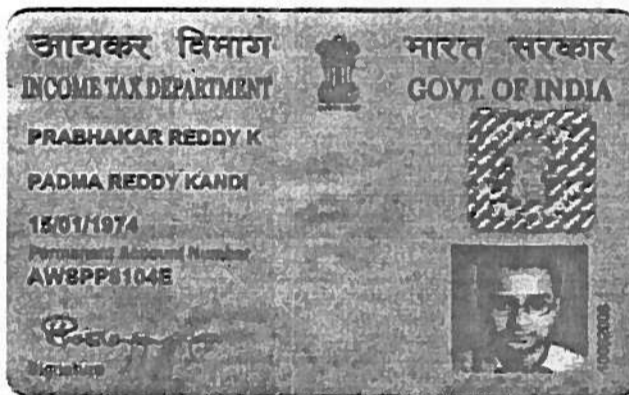 आयकर विभाग
भारत सरकार
INCOME TAX DEPARTMENT
GOVT. OF INDIA
PRABHAKAR REDDY K
PADMA REDDY KANDI
15/01/1974
Permanent Account Number
Signature